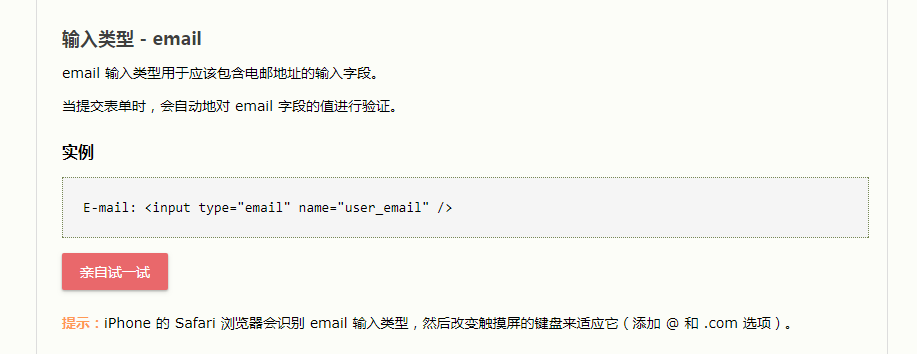 输入类型 - email
email 输入类型用于应该包含电邮地址的输入字段。
当提交表单时，会自动地对 email 字段的值进行验证。
实例
E-mail: <input type="email" name="user_email" />
亲自试一试
提示：iPhone 的 Safari 浏览器会识别 email 输入类型，然后改变触摸屏的键盘来适应它（添加 @ 和 .com 选项）。